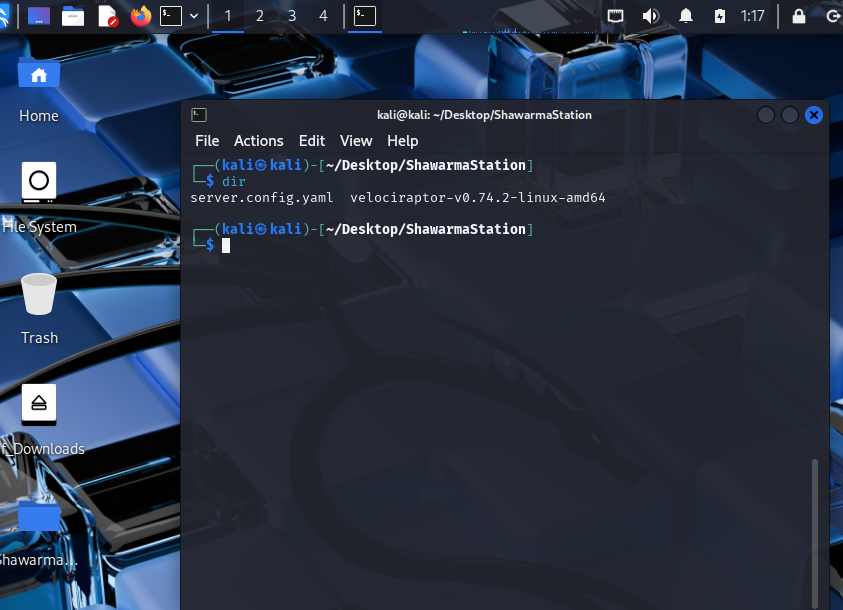 1 2 3 4 1:17
Home
File System
Trash
f_Downloads
Shawarma...
kali@kali: ~/Desktop/ShawarmaStation
File Actions Edit View Help
┌──(kali㉿kali)-[~/Desktop/ShawarmaStation]
└─$ dir
server.config.yaml  velociraptor-v0.74.2-linux-amd64
┌──(kali㉿kali)-[~/Desktop/ShawarmaStation]
└─$